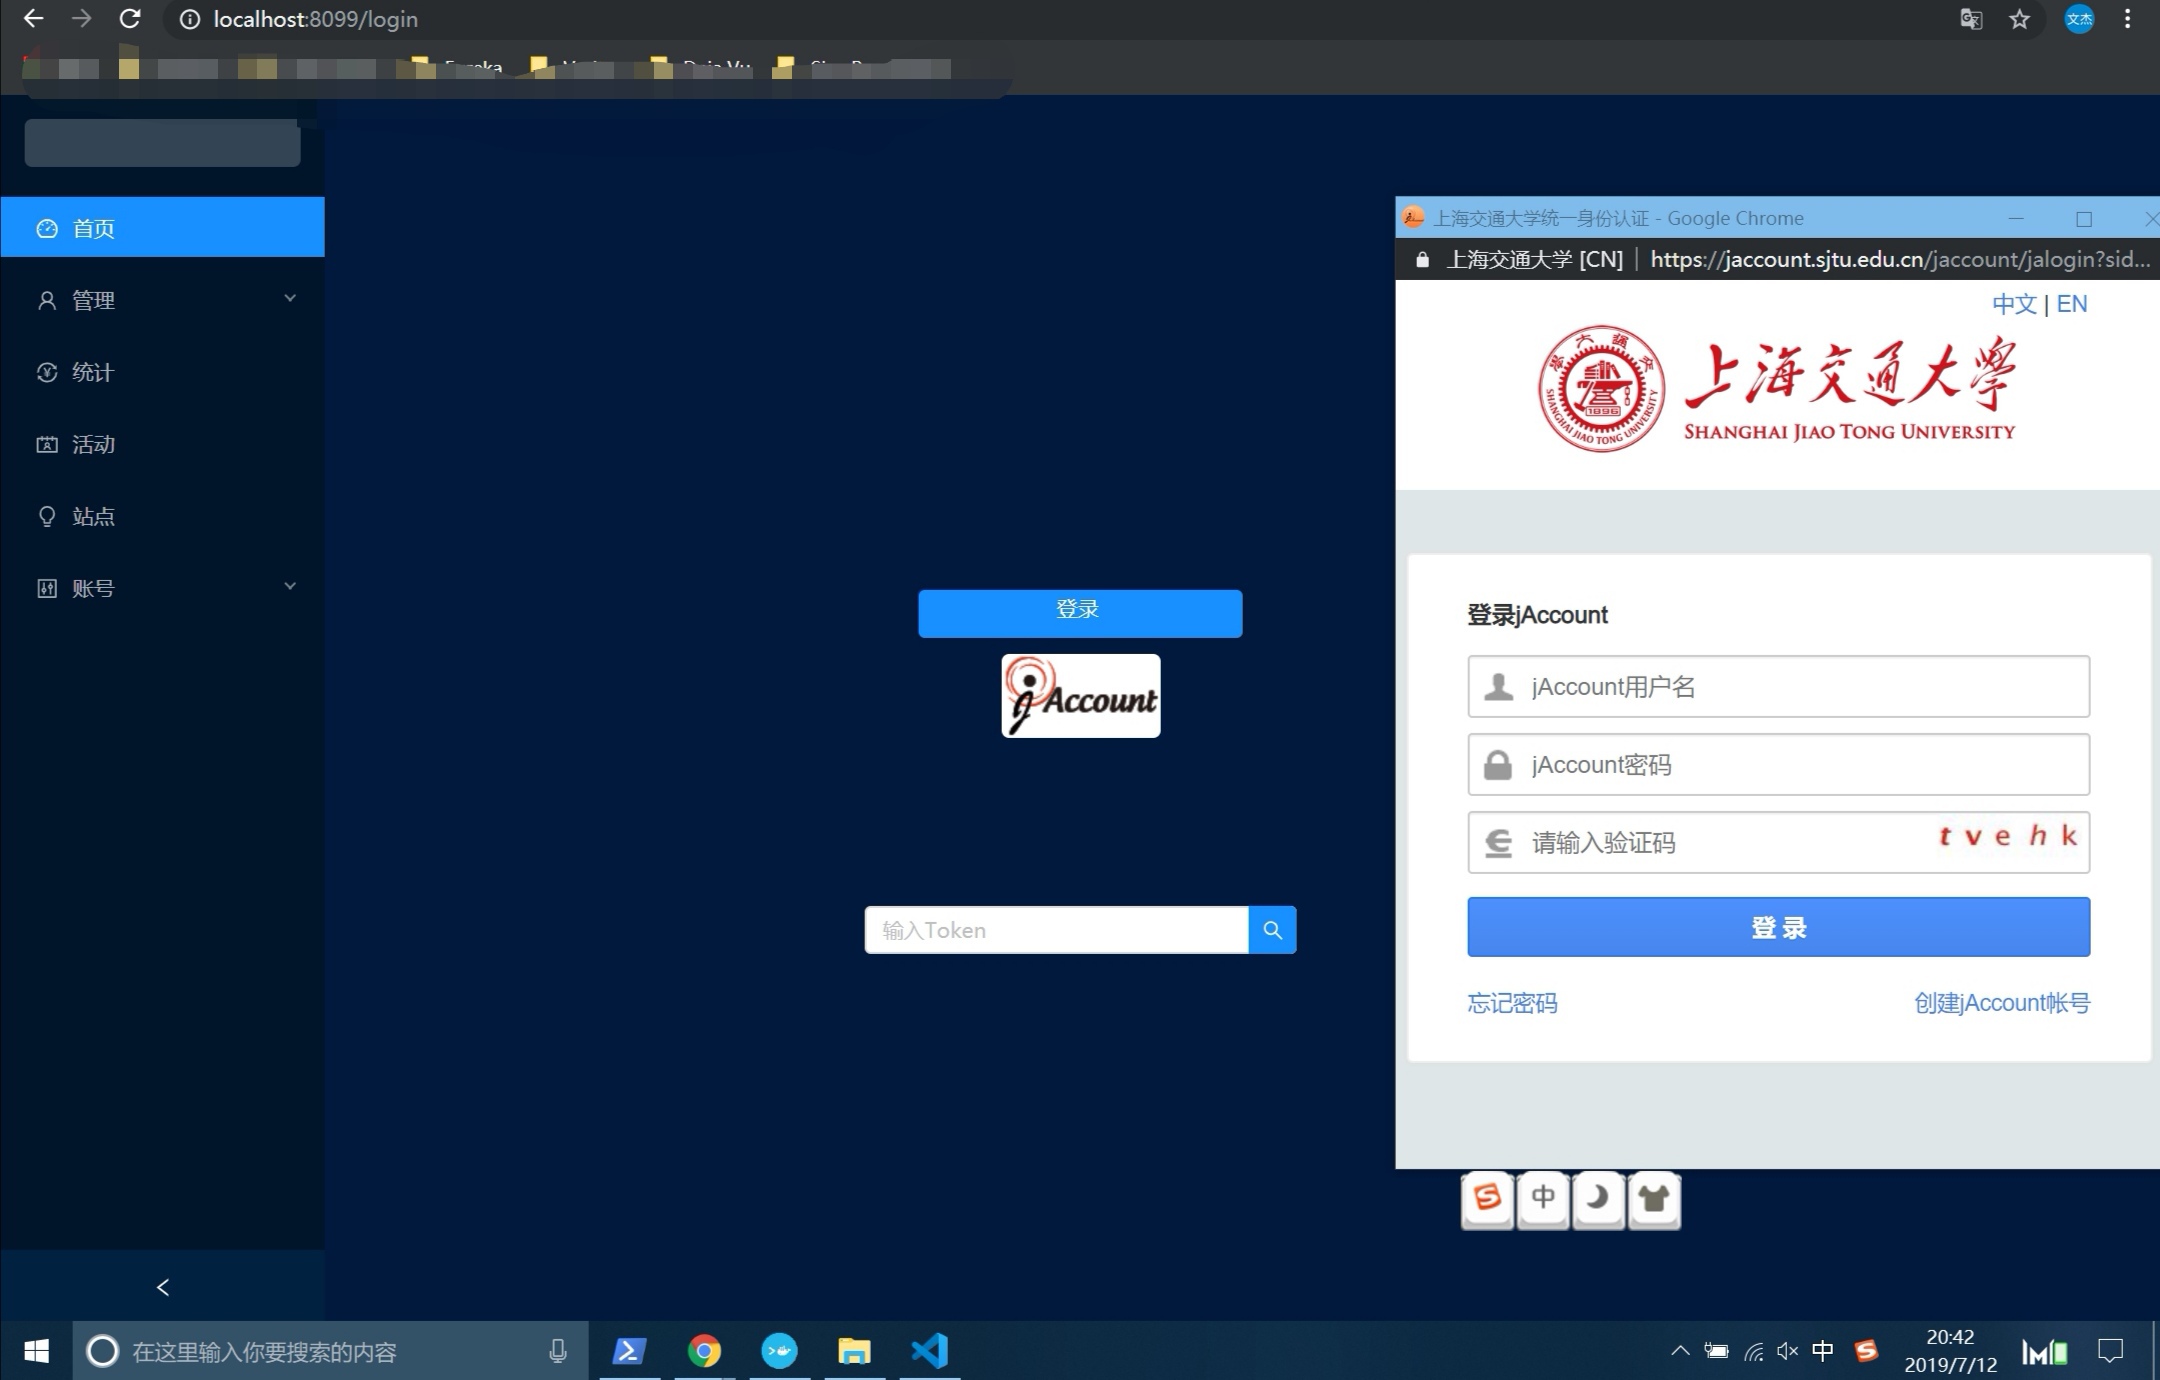 localhost:8099/login
文杰
首页
管理
统计
活动
站点
账号
登录
jAccount
输入Token
上海交通大学统一身份认证 - Google Chrome
上海交通大学 [CN] | https://jaccount.sjtu.edu.cn/jaccount/jalogin?sid...
中文 | EN
上海交通大學
SHANGHAI JIAO TONG UNIVERSITY
1896
SHANGHAI JIAO TONG UNIVERSITY
登录jAccount
jAccount用户名
jAccount密码
请输入验证码
t v e h k
登录
忘记密码
创建jAccount帐号
中
在这里输入你要搜索的内容
中
20:42
2019/7/12